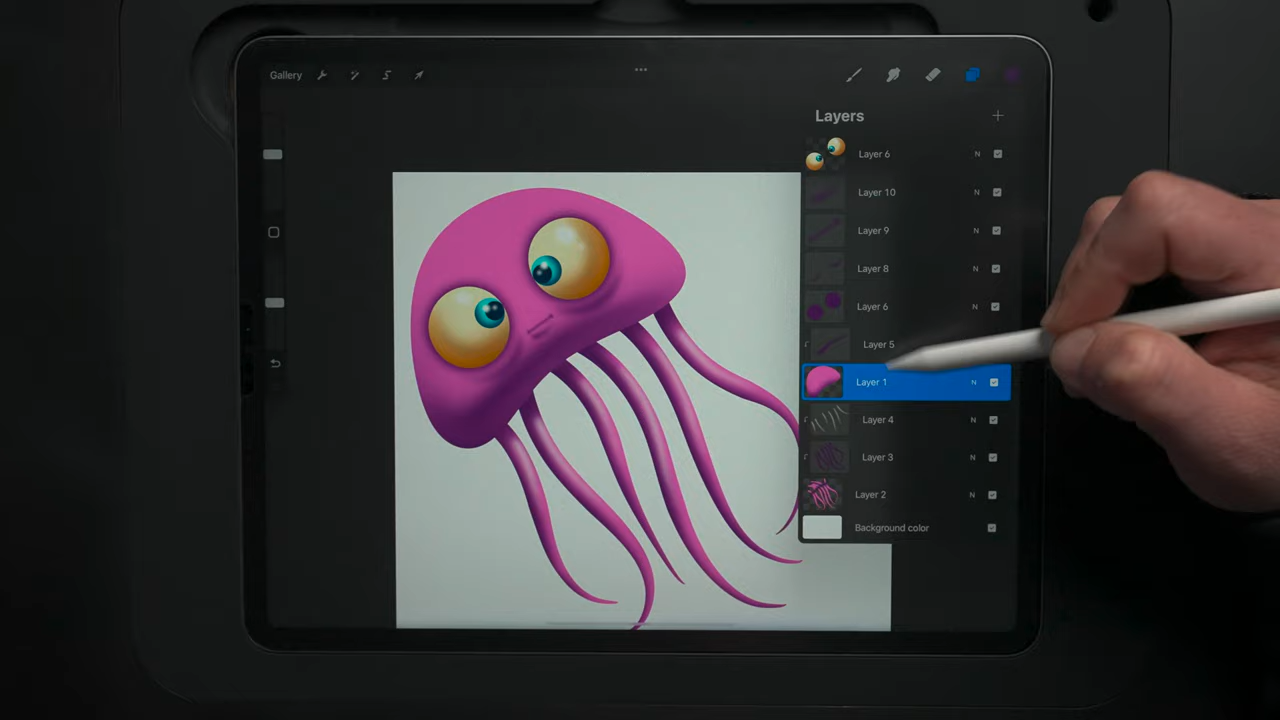 Gallery
Layers
Layer 6 N
Layer 10 N
Layer 9 N
Layer 8 N
Layer 6 N
Layer 5
Layer 1 N
Layer 4 N
Layer 3 N
Layer 2 N
Background color